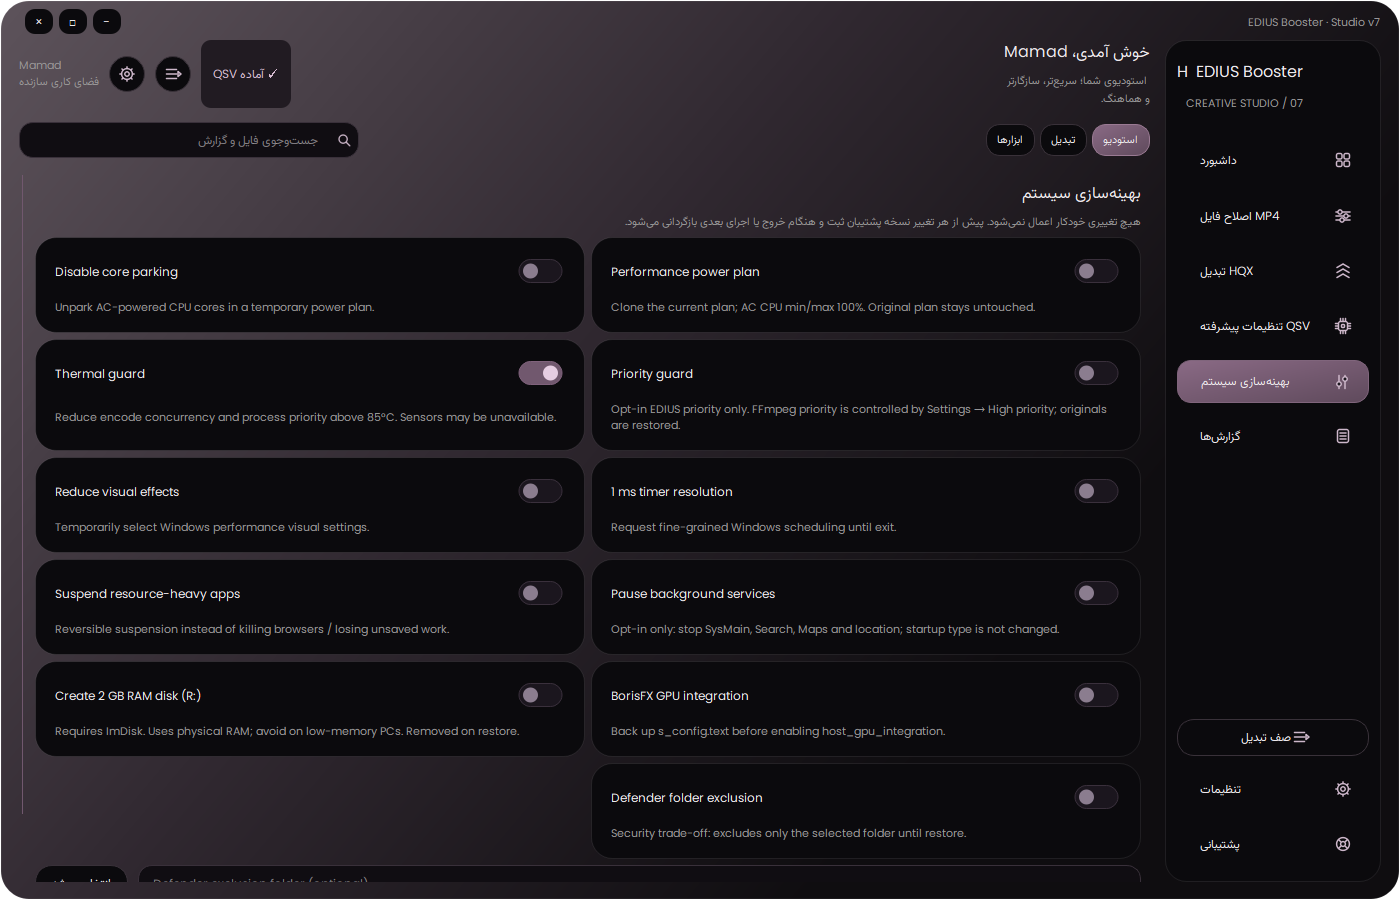 EDIUS Booster · Studio v7
H EDIUS Booster
CREATIVE STUDIO / 07
داشبورد
اصلاح فایل MP4
تبدیل HQX
تنظیمات پیشرفته QSV
بهینه‌سازی سیستم
گزارش‌ها
صف تبدیل
تنظیمات
پشتیبانی
خوش آمدی، Mamad
استودیوی شما؛ سریع‌تر، سازگارتر
و هماهنگ.
✓ آماده QSV
Mamad
فضای کاری سازنده
استودیو
تبدیل
ابزارها
جست‌وجوی فایل و گزارش
بهینه‌سازی سیستم
هیچ تغییری خودکار اعمال نمی‌شود. پیش از هر تغییر نسخه پشتیبان ثبت و هنگام خروج یا اجرای بعدی بازگردانی می‌شود.
Performance power plan
Clone the current plan; AC CPU min/max 100%. Original plan stays untouched.
Disable core parking
Unpark AC-powered CPU cores in a temporary power plan.
Priority guard
Opt-in EDIUS priority only. FFmpeg priority is controlled by Settings → High priority; originals
are restored.
Thermal guard
Reduce encode concurrency and process priority above 85°C. Sensors may be unavailable.
1 ms timer resolution
Request fine-grained Windows scheduling until exit.
Reduce visual effects
Temporarily select Windows performance visual settings.
Pause background services
Opt-in only: stop SysMain, Search, Maps and location; startup type is not changed.
Suspend resource-heavy apps
Reversible suspension instead of killing browsers / losing unsaved work.
BorisFX GPU integration
Back up s_config.text before enabling host_gpu_integration.
Create 2 GB RAM disk (R:)
Requires ImDisk. Uses physical RAM; avoid on low-memory PCs. Removed on restore.
Defender folder exclusion
Security trade-off: excludes only the selected folder until restore.
Defender exclusion folder (optional)